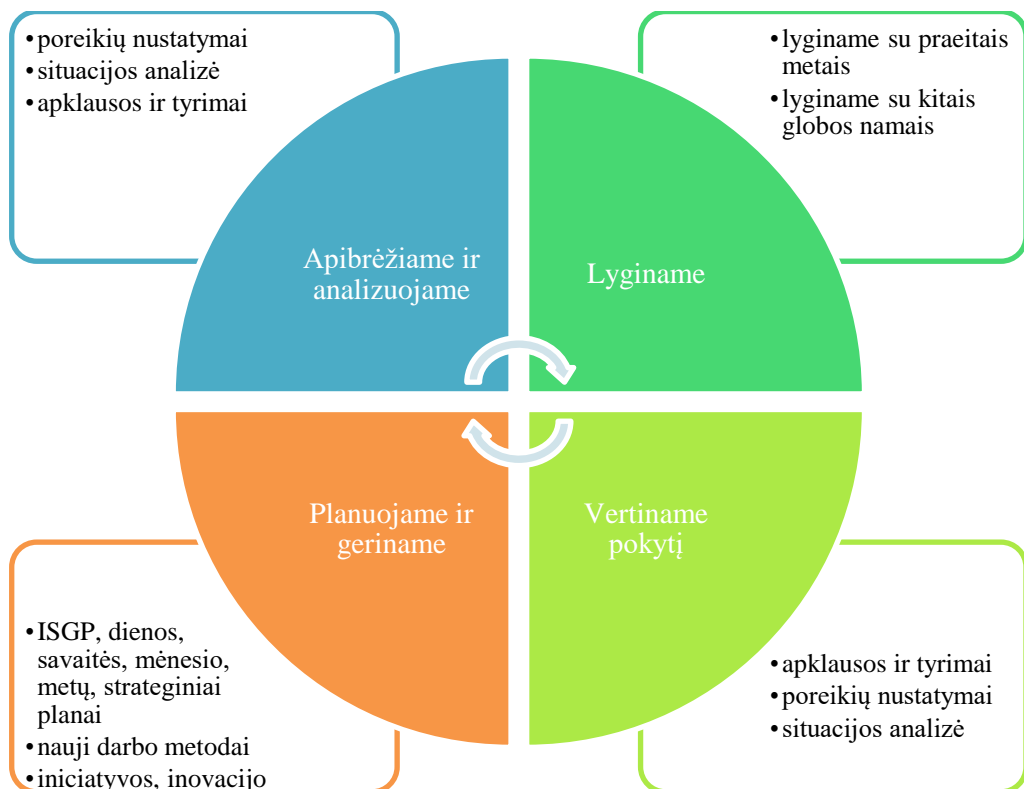 •poreikių nustatymai
•situacijos analizė
•apklausos ir tyrimai
•lyginame su praeitais
metais
•lyginame su kitais
globos namais
Apibrėžiame ir
analizuojame
Lyginame
Planuojame ir
geriname
Vertiname
pokytį
•ISGP, dienos,
savaitės, mėnesio,
metų, strateginiai
planai
•nauji darbo metodai
•iniciatyvos, inovacijo
•apklausos ir tyrimai
•poreikių nustatymai
•situacijos analizė